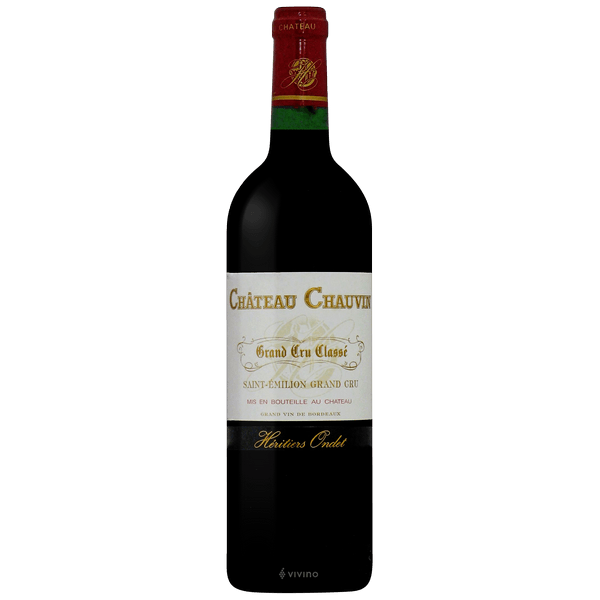 CHATEAU
CHÂTEAU CHAUVIN
Grand Cru Classé
SAINT-ÉMILION GRAND CRU
MIS EN BOUTEILLE AU CHATEAU
GRAND VIN DE BORDEAUX
Héritiers Ondet
vivino